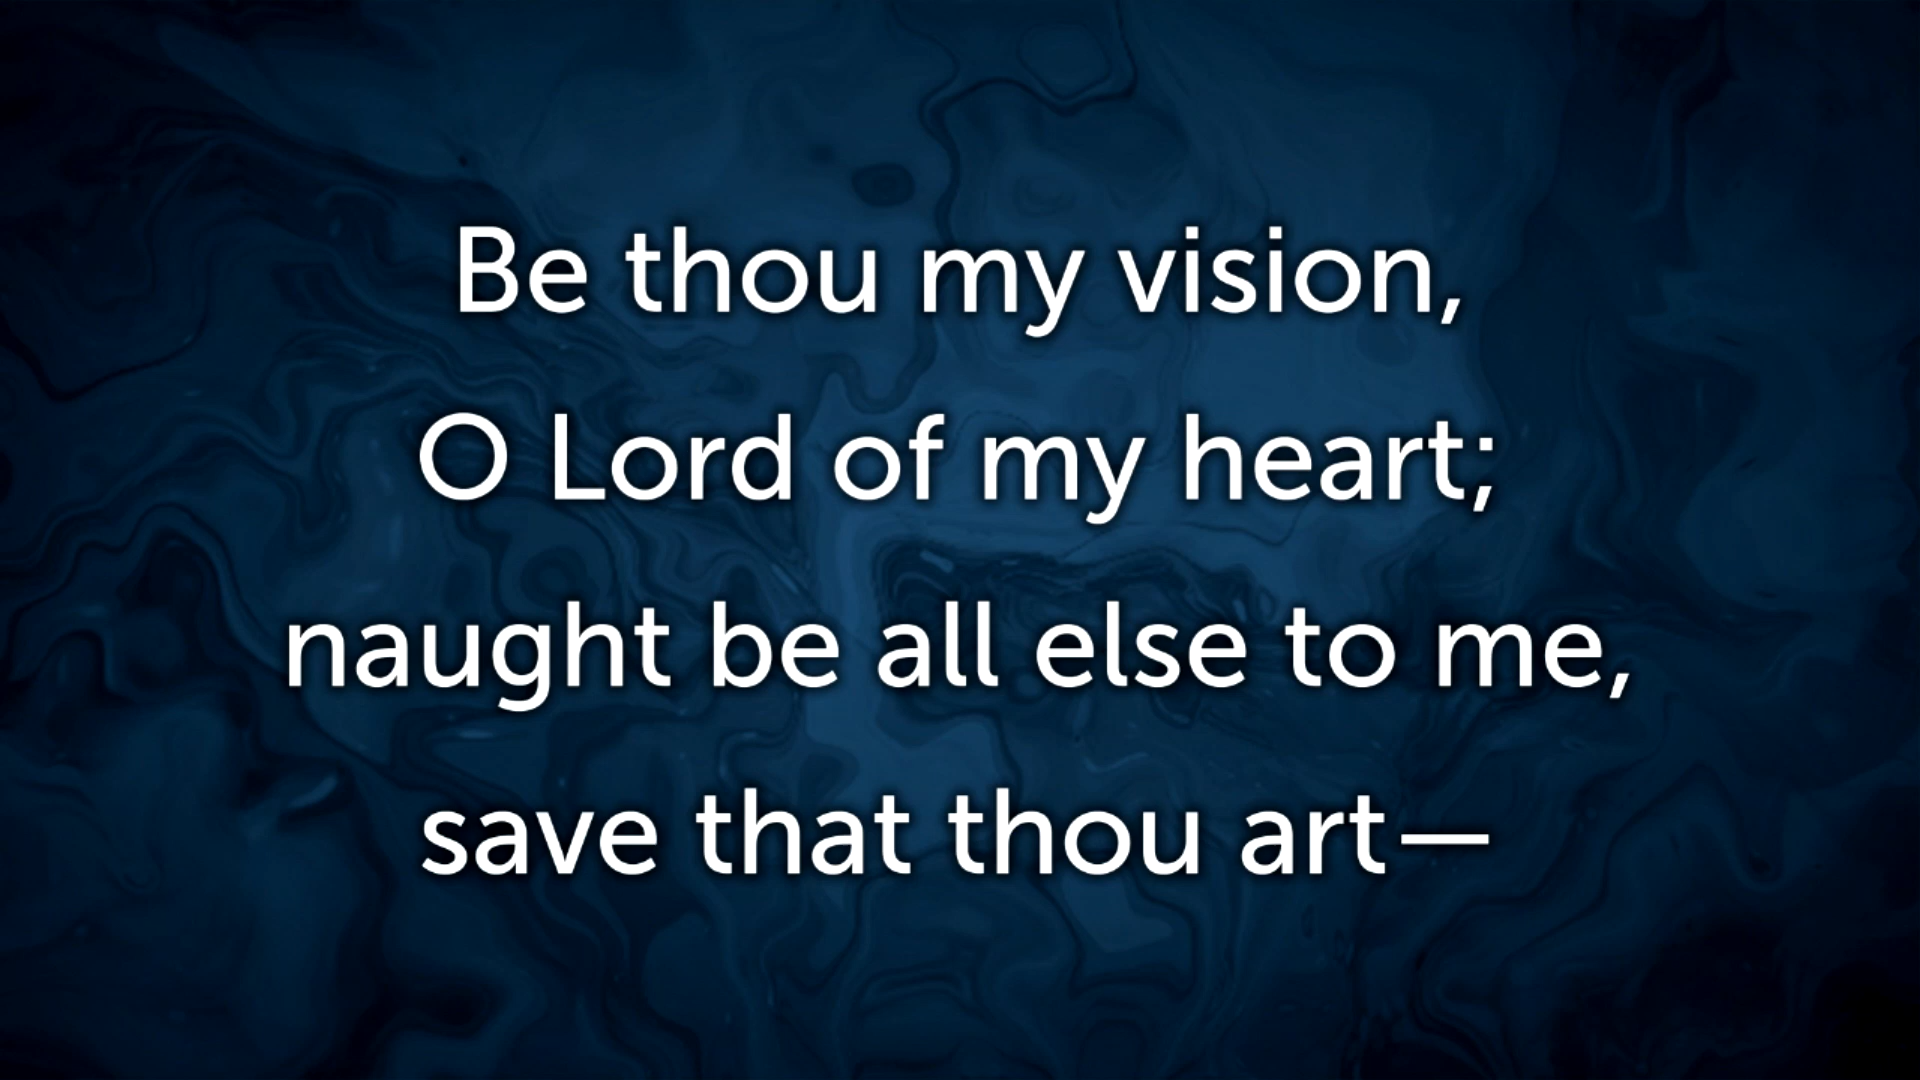 Be thou my vision,
O Lord of my heart;
naught be all else to me,
save that thou art—